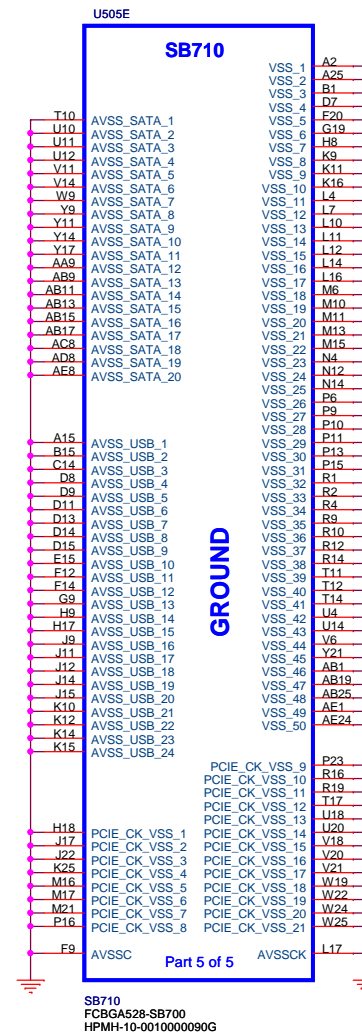 U505E
SB710
T10 AVSS_SATA_1
U10 AVSS_SATA_2
U11 AVSS_SATA_3
U12 AVSS_SATA_4
V11 AVSS_SATA_5
V14 AVSS_SATA_6
W9 AVSS_SATA_7
Y9 AVSS_SATA_8
Y11 AVSS_SATA_9
Y14 AVSS_SATA_10
Y17 AVSS_SATA_11
AA9 AVSS_SATA_12
AB9 AVSS_SATA_13
AB11 AVSS_SATA_14
AB13 AVSS_SATA_15
AB15 AVSS_SATA_16
AB17 AVSS_SATA_17
AC8 AVSS_SATA_18
AD8 AVSS_SATA_19
AE8 AVSS_SATA_20
A15 AVSS_USB_1
B15 AVSS_USB_2
C14 AVSS_USB_3
D8 AVSS_USB_4
D9 AVSS_USB_5
D11 AVSS_USB_6
D13 AVSS_USB_7
D14 AVSS_USB_8
D15 AVSS_USB_9
E15 AVSS_USB_10
F12 AVSS_USB_11
F14 AVSS_USB_12
G9 AVSS_USB_13
H9 AVSS_USB_14
H17 AVSS_USB_15
J9 AVSS_USB_16
J11 AVSS_USB_17
J12 AVSS_USB_18
J14 AVSS_USB_19
J15 AVSS_USB_20
K10 AVSS_USB_21
K12 AVSS_USB_22
K14 AVSS_USB_23
K15 AVSS_USB_24
H18 PCIE_CK_VSS_1
J17 PCIE_CK_VSS_2
J22 PCIE_CK_VSS_3
K25 PCIE_CK_VSS_4
M16 PCIE_CK_VSS_5
M17 PCIE_CK_VSS_6
M21 PCIE_CK_VSS_7
P16 PCIE_CK_VSS_8
F9 AVSSC
GROUND
VSS_1 A2
VSS_2 A25
VSS_3 B1
VSS_4 D7
VSS_5 F20
VSS_6 G19
VSS_7 H8
VSS_8 K9
VSS_9 K11
VSS_10 K16
VSS_11 L4
VSS_12 L7
VSS_13 L10
VSS_14 L11
VSS_15 L12
VSS_16 L14
VSS_17 L16
VSS_18 M6
VSS_19 M10
VSS_20 M11
VSS_21 M13
VSS_22 M15
VSS_23 N4
VSS_24 N12
VSS_25 N14
VSS_26 P6
VSS_27 P9
VSS_28 P10
VSS_29 P11
VSS_30 P13
VSS_31 P15
VSS_32 R1
VSS_33 R2
VSS_34 R4
VSS_35 R9
VSS_36 R10
VSS_37 R12
VSS_38 R14
VSS_39 T11
VSS_40 T12
VSS_41 T14
VSS_42 U4
VSS_43 U14
VSS_44 V6
VSS_45 Y21
VSS_46 AB1
VSS_47 AB19
VSS_48 AB25
VSS_49 AE1
VSS_50 AE24
PCIE_CK_VSS_9 P23
PCIE_CK_VSS_10 R16
PCIE_CK_VSS_11 R19
PCIE_CK_VSS_12 T17
PCIE_CK_VSS_13 U18
PCIE_CK_VSS_14 U20
PCIE_CK_VSS_15 V18
PCIE_CK_VSS_16 V20
PCIE_CK_VSS_17 V21
PCIE_CK_VSS_18 W19
PCIE_CK_VSS_19 W22
PCIE_CK_VSS_20 W24
PCIE_CK_VSS_21 W25
AVSSCK L17
Part 5 of 5
SB710
FCBGA528-SB700
HPMH-10-0010000090G